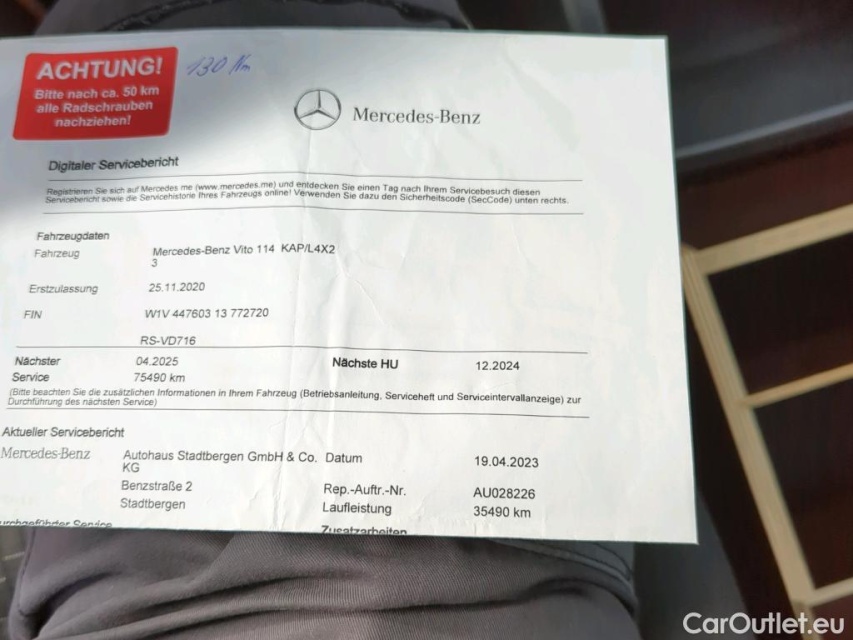 ACHTUNG!
Bitte nach ca. 50 km
alle Radschrauben
nachziehen!
130 Nm
Mercedes-Benz
Digitaler Servicebericht
Registrieren Sie sich auf Mercedes me (www.mercedes.me) und entdecken Sie einen Tag nach Ihrem Servicebesuch diesen
Servicebericht sowie die Servicehistorie Ihres Fahrzeugs online! Verwenden Sie dazu den Sicherheitscode (SecCode) unten rechts.
Fahrzeugdaten
Fahrzeug Mercedes-Benz Vito 114 KAP/L4X2
3
Erstzulassung 25.11.2020
FIN W1V 447603 13 772720
RS-VD716
Nächster 04.2025 Nächste HU 12.2024
Service 75490 km
(Bitte beachten Sie die zusätzlichen Informationen in Ihrem Fahrzeug (Betriebsanleitung, Serviceheft und Serviceintervallanzeige) zur
Durchführung des nächsten Service)
Aktueller Servicebericht
Mercedes-Benz Autohaus Stadtbergen GmbH & Co. Datum 19.04.2023
KG
Benzstraße 2 Rep.-Auftr.-Nr. AU028226
Stadtbergen Laufleistung 35490 km
Service Zusatzarbeiten
CarOutlet.eu